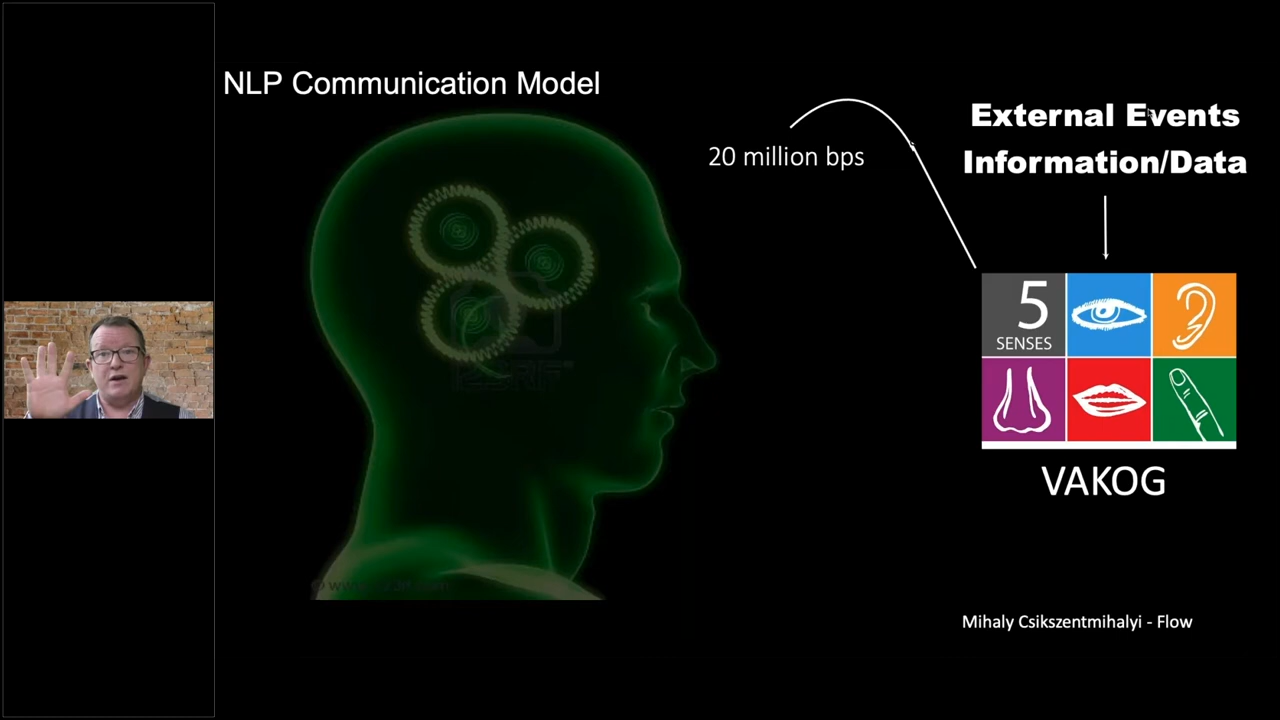 NLP Communication Model
20 million bps
External Events
Information/Data
5
SENSES
VAKOG
Mihaly Csikszentmihalyi - Flow